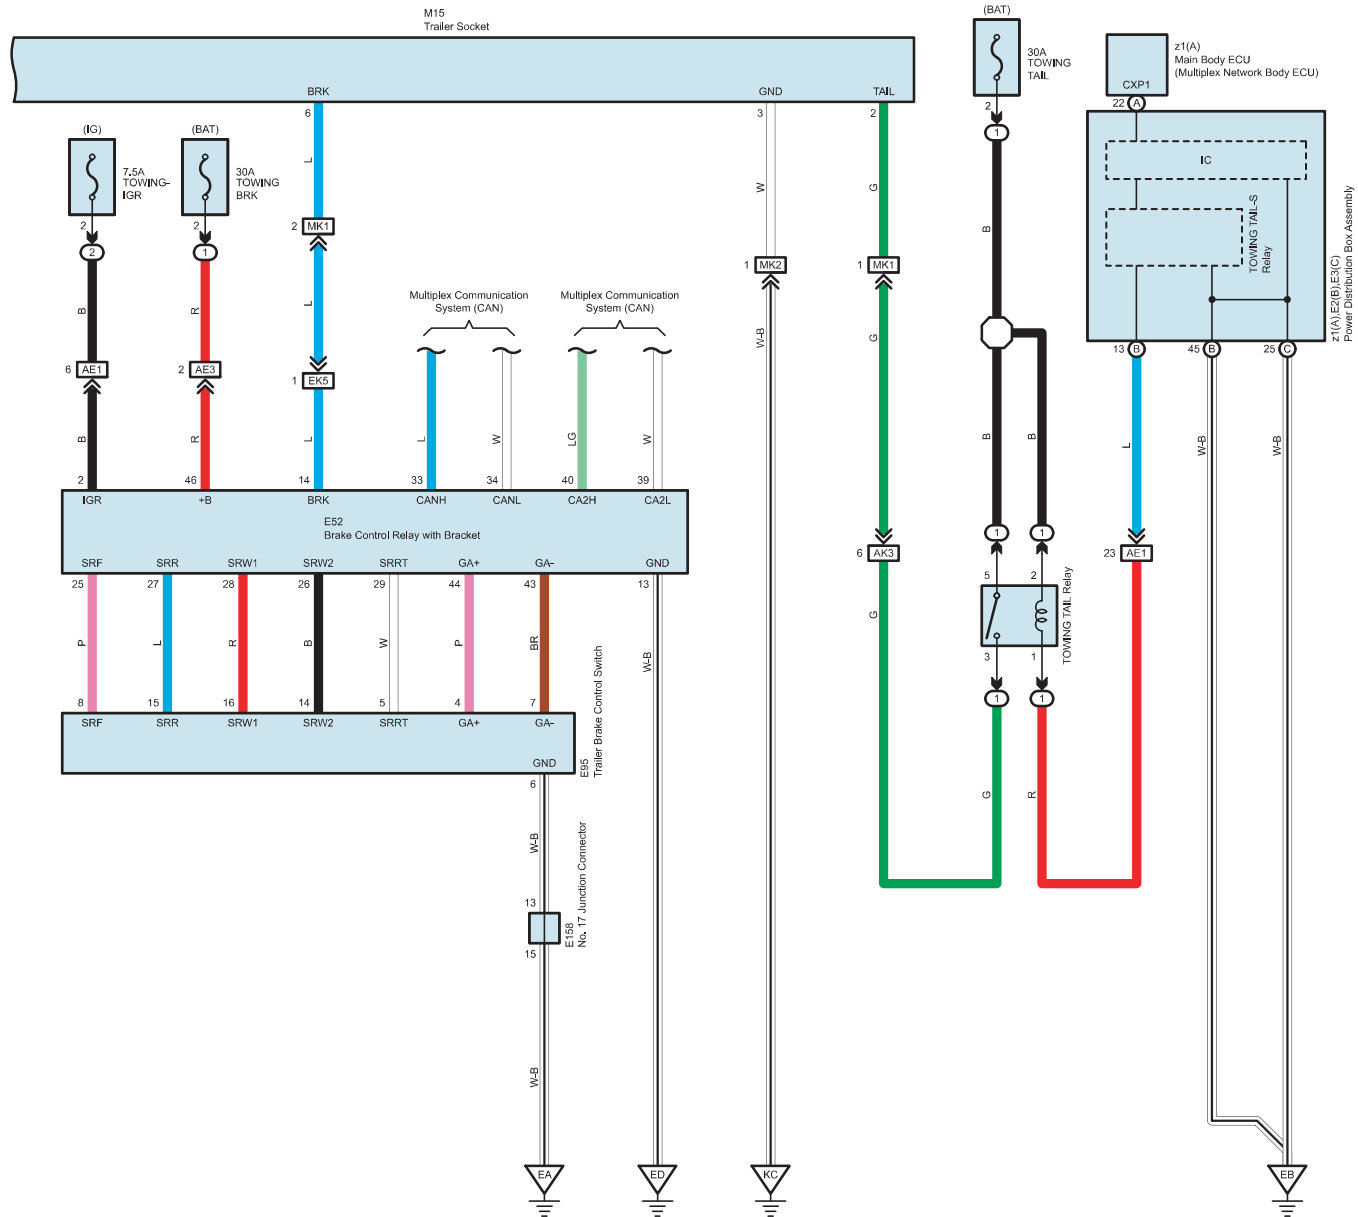 M15
Trailer Socket
BRK
GND
TAIL
6
3
2
(BAT)
30A
TOWING
TAIL
2
1
z1(A)
Main Body ECU
(Multiplex Network Body ECU)
CXP1
22 A
IC
TOWING TAIL-S
Relay
z1(A),E2(B),E3(C)
Power Distribution Box Assembly
13 B
45 B
25 C
(IG)
7.5A
TOWING-
IGR
2
2
(BAT)
30A
TOWING
BRK
2
1
L
W
G
B
2 MK1
1 MK2
1 MK1
B
R
L
W-B
G
Multiplex Communication
System (CAN)
Multiplex Communication
System (CAN)
6 AE1
2 AE3
1 EK5
B
R
L
L
W
LG
W
B
B
L
W-B
W-B
2
46
14
33
34
40
39
IGR
+B
BRK
CANH
CANL
CA2H
CA2L
E52
Brake Control Relay with Bracket
SRF
SRR
SRW1
SRW2
SRRT
GA+
GA-
GND
25
27
28
26
29
44
43
13
1
1
6 AK3
23 AE1
5
2
TOWING TAIL Relay
3
1
1
1
P
L
R
B
W
P
BR
W-B
G
8
15
16
14
5
4
7
SRF
SRR
SRW1
SRW2
SRRT
GA+
GA-
GND
E95
Trailer Brake Control Switch
6
G
R
W-B
13
E158
No. 17 Junction Connector
15
W-B
EA
ED
KC
EB